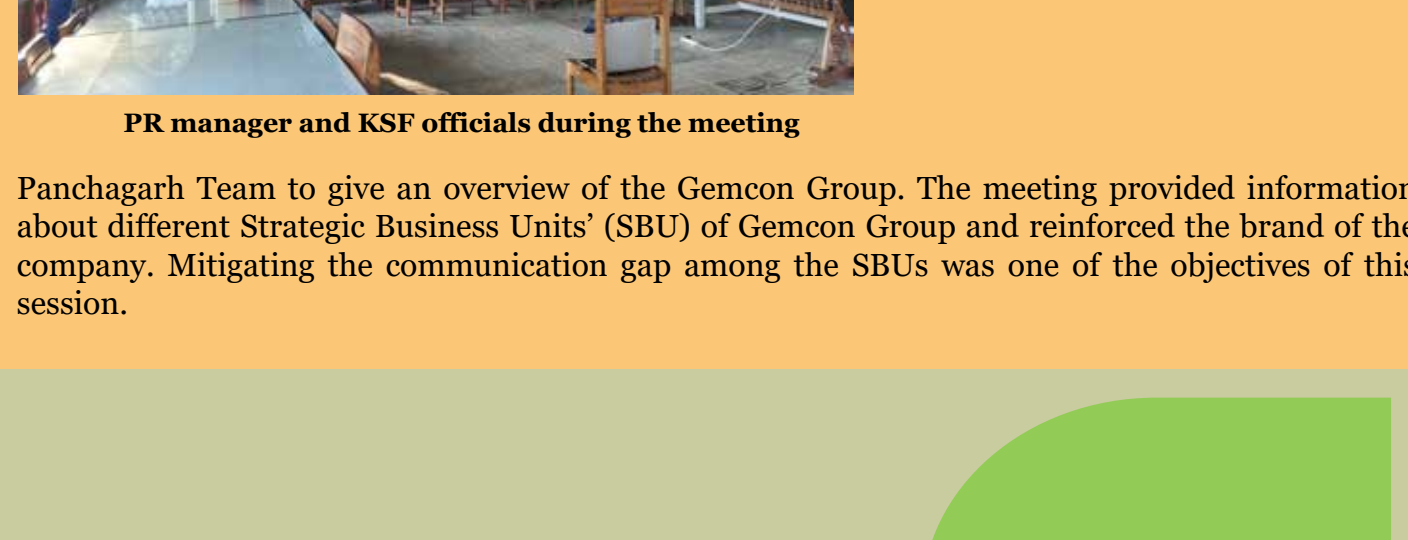 PR manager and KSF officials during the meeting
Panchagarh Team to give an overview of the Gemcon Group. The meeting provided information
about different Strategic Business Units’ (SBU) of Gemcon Group and reinforced the brand of the
company. Mitigating the communication gap among the SBUs was one of the objectives of this
session.